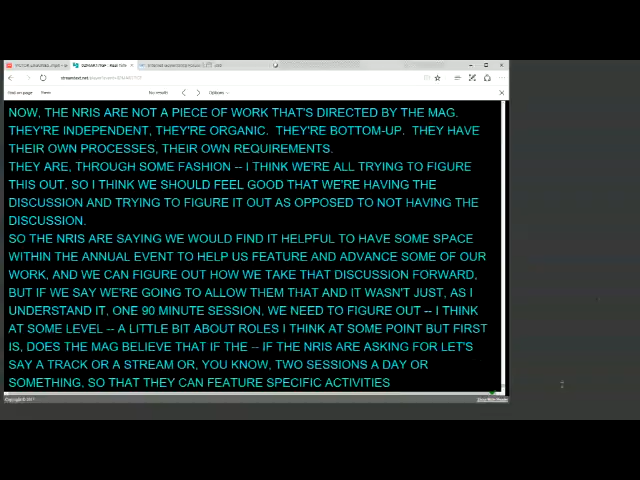 streamtext.net
Find on page
No results
Options
NOW, THE NRIS ARE NOT A PIECE OF WORK THAT'S DIRECTED BY THE MAG.
THEY'RE INDEPENDENT, THEY'RE ORGANIC.  THEY'RE BOTTOM-UP.  THEY HAVE
THEIR OWN PROCESSES, THEIR OWN REQUIREMENTS.
THEY ARE, THROUGH SOME FASHION -- I THINK WE'RE ALL TRYING TO FIGURE
THIS OUT, SO I THINK WE SHOULD FEEL GOOD THAT WE'RE HAVING THE
DISCUSSION AND TRYING TO FIGURE IT OUT AS OPPOSED TO NOT HAVING THE
DISCUSSION.
SO THE NRIS ARE SAYING WE WOULD FIND IT HELPFUL TO HAVE SOME SPACE
WITHIN THE ANNUAL EVENT TO HELP US FEATURE AND ADVANCE SOME OF OUR
WORK, AND WE CAN FIGURE OUT HOW WE TAKE THAT DISCUSSION FORWARD,
BUT IF WE SAY WE'RE GOING TO ALLOW THEM THAT AND IT WASN'T JUST, AS I
UNDERSTAND IT, ONE 90 MINUTE SESSION, WE NEED TO FIGURE OUT -- I THINK
AT SOME LEVEL -- A LITTLE BIT ABOUT ROLES I THINK AT SOME POINT BUT FIRST
IS, DOES THE MAG BELIEVE THAT IF THE -- IF THE NRIS ARE ASKING FOR LET'S
SAY A TRACK OR A STREAM OR, YOU KNOW, TWO SESSIONS A DAY OR
SOMETHING, SO THAT THEY CAN FEATURE SPECIFIC ACTIVITIES